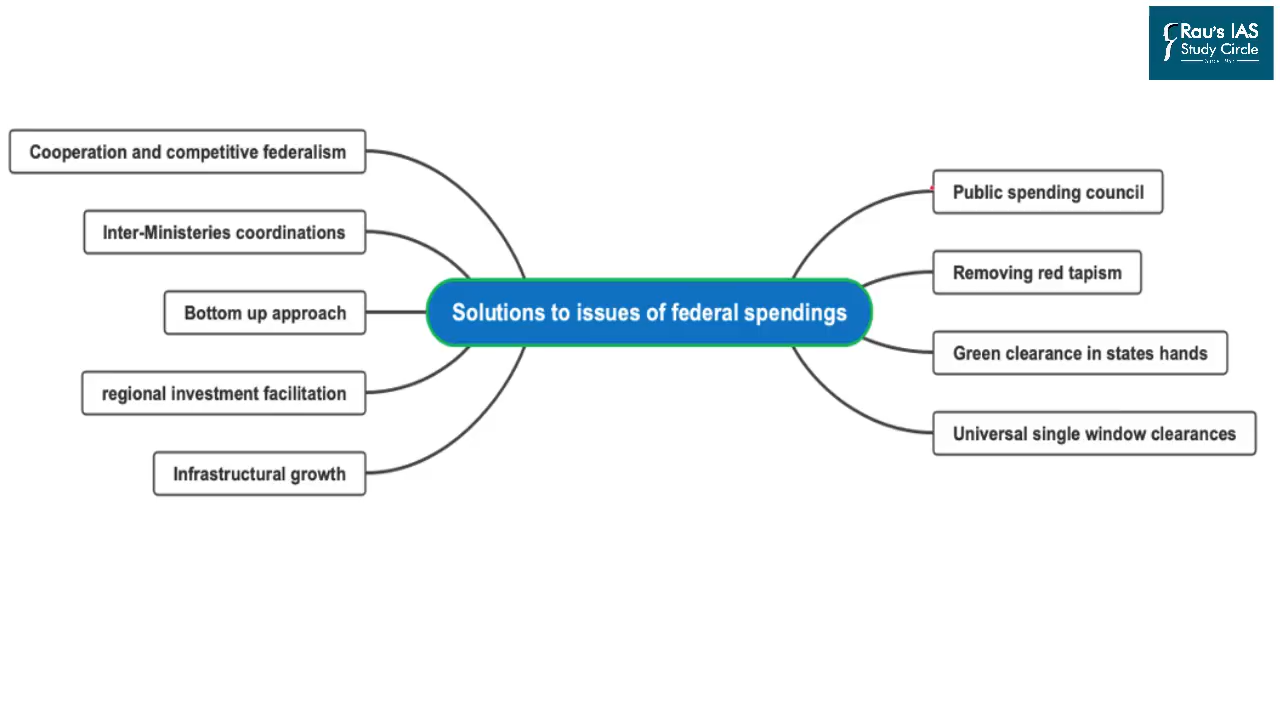 Rau's IAS
Study Circle
Cooperation and competitive federalism
Inter-Ministeries coordinations
Bottom up approach
regional investment facilitation
Infrastructural growth
Solutions to issues of federal spendings
Public spending council
Removing red tapism
Green clearance in states hands
Universal single window clearances